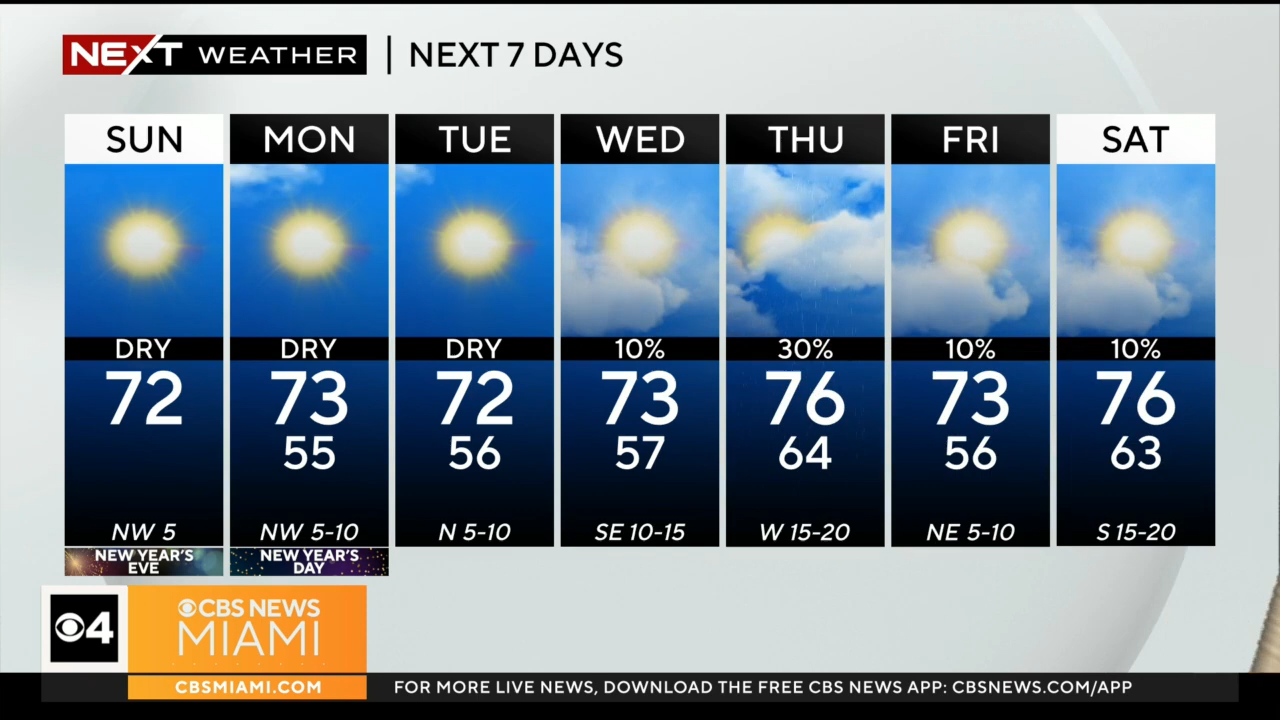 NEXT WEATHER | NEXT 7 DAYS
SUN MON TUE WED THU FRI SAT
DRY DRY DRY 10% 30% 10% 10%
72 73 72 73 76 73 76
55 56 57 64 56 63
NW 5 NW 5-10 N 5-10 SE 10-15 W 15-20 NE 5-10 S 15-20
NEW YEAR'S EVE NEW YEAR'S DAY
4 CBS NEWS
MIAMI
CBSMIAMI.COM FOR MORE LIVE NEWS, DOWNLOAD THE FREE CBS NEWS APP: CBSNEWS.COM/APP